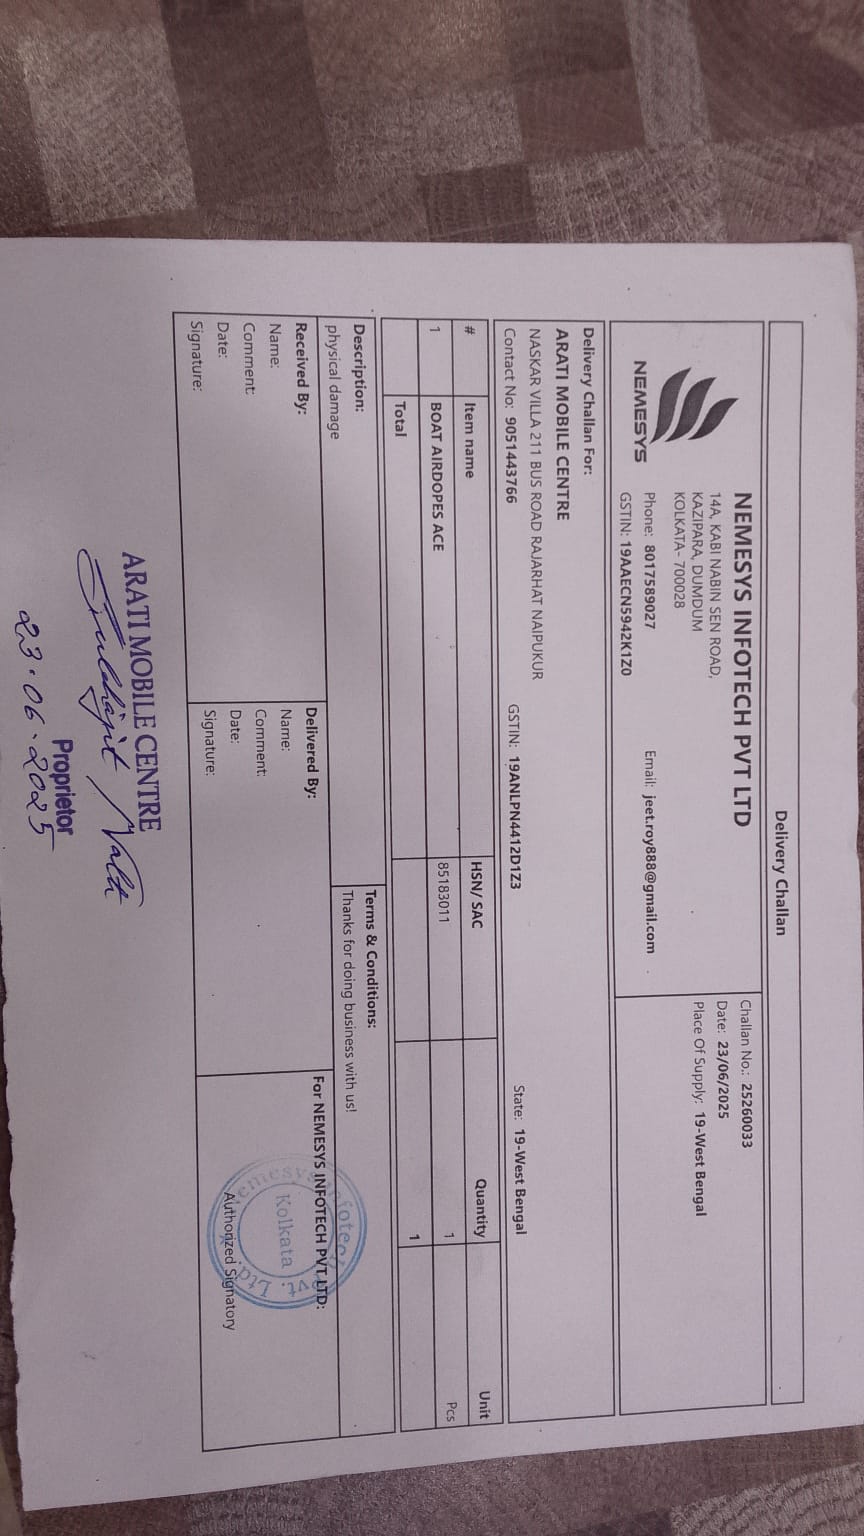 Delivery Challan
NEMESYS
NEMESYS INFOTECH PVT LTD
14A, KABI NABIN SEN ROAD,
KAZIPARA, DUMDUM
KOLKATA- 700028
Phone: 8017589027 Email: jeet.roy888@gmail.com
GSTIN: 19AAECN5942K1Z0
Challan No.: 25260033
Date: 23/06/2025
Place Of Supply: 19-West Bengal
Delivery Challan For:
ARATI MOBILE CENTRE
NASKAR VILLA 211 BUS ROAD RAJARHAT NAIPUKUR
Contact No: 9051443766 GSTIN: 19ANLPN4412D1Z3 State: 19-West Bengal
# Item name HSN/ SAC Quantity Unit
1 BOAT AIRDOPES ACE 85183011 1 Pcs
Total 1
Description:
physical damage
Terms & Conditions:
Thanks for doing business with us!
Received By:
Name:
Comment:
Date:
Signature:
Delivered By:
Name:
Comment:
Date:
Signature:
For NEMESYS INFOTECH PVT LTD:
Nemesys Infotech Pvt. Ltd.
Kolkata
Authorized Signatory
ARATI MOBILE CENTRE
Proprietor
23.06.2025